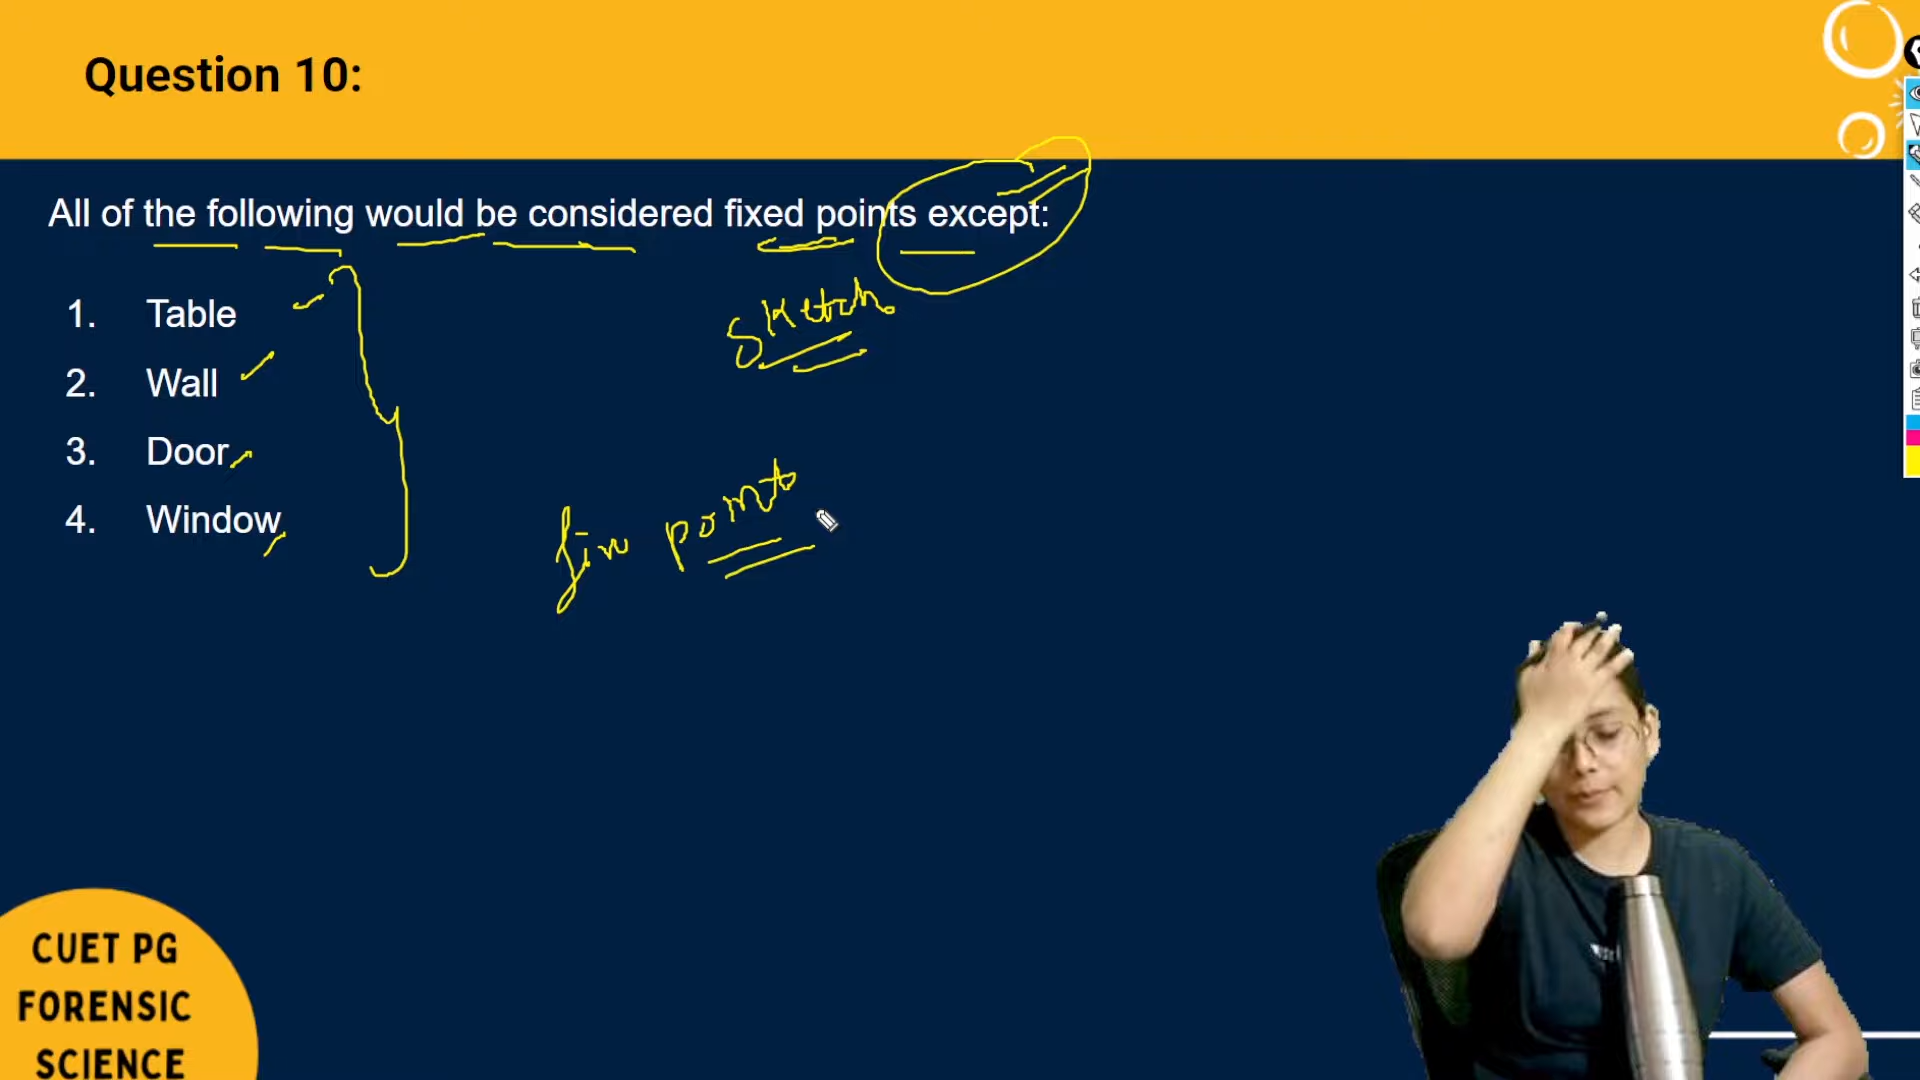 Question 10:
All of the following would be considered fixed points except:
1. Table
2. Wall
3. Door
4. Window
Sketch
fix points
CUET PG
FORENSIC
SCIENCE